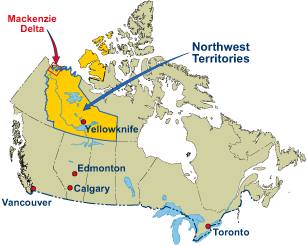 Mackenzie
Delta
Northwest
Territories
Yellowknife
Edmonton
Calgary
Vancouver
Toronto